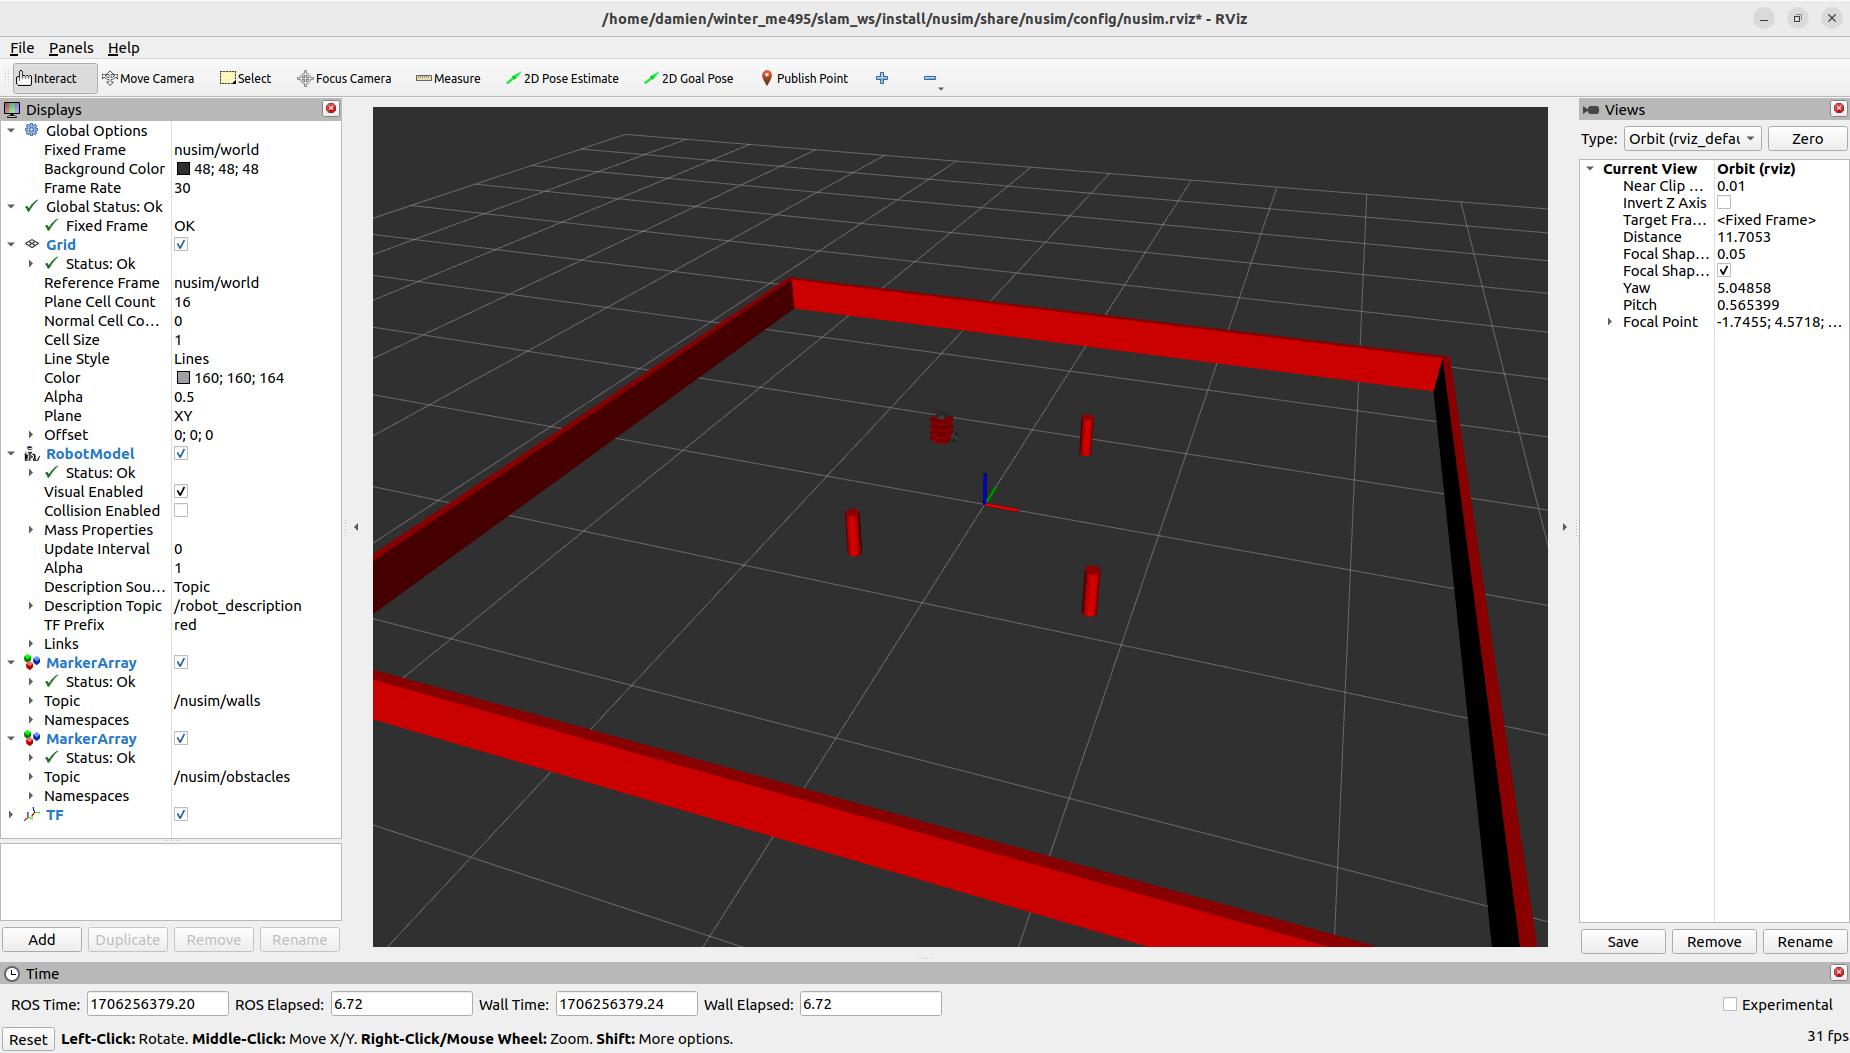 /home/damien/winter_me495/slam_ws/install/nusim/share/nusim/config/nusim.rviz* - RViz
File Panels Help
Interact Move Camera Select Focus Camera Measure 2D Pose Estimate 2D Goal Pose Publish Point
Displays
Global Options
Fixed Frame nusim/world
Background Color 48; 48; 48
Frame Rate 30
Global Status: Ok
Fixed Frame OK
Grid
Status: Ok
Reference Frame nusim/world
Plane Cell Count 16
Normal Cell Co... 0
Cell Size 1
Line Style Lines
Color 160; 160; 164
Alpha 0.5
Plane XY
Offset 0; 0; 0
RobotModel
Status: Ok
Visual Enabled
Collision Enabled
Mass Properties
Update Interval 0
Alpha 1
Description Sou... Topic
Description Topic /robot_description
TF Prefix red
Links
MarkerArray
Status: Ok
Topic /nusim/walls
Namespaces
MarkerArray
Status: Ok
Topic /nusim/obstacles
Namespaces
TF
Add Duplicate Remove Rename
Views
Type: Orbit (rviz_defau Zero
Current View Orbit (rviz)
Near Clip ... 0.01
Invert Z Axis
Target Fra... <Fixed Frame>
Distance 11.7053
Focal Shap... 0.05
Focal Shap...
Yaw 5.04858
Pitch 0.565399
Focal Point -1.7455; 4.5718; ...
Save Remove Rename
Time
ROS Time: 1706256379.20 ROS Elapsed: 6.72 Wall Time: 1706256379.24 Wall Elapsed: 6.72 Experimental
Reset Left-Click: Rotate. Middle-Click: Move X/Y. Right-Click/Mouse Wheel: Zoom. Shift: More options. 31 fps